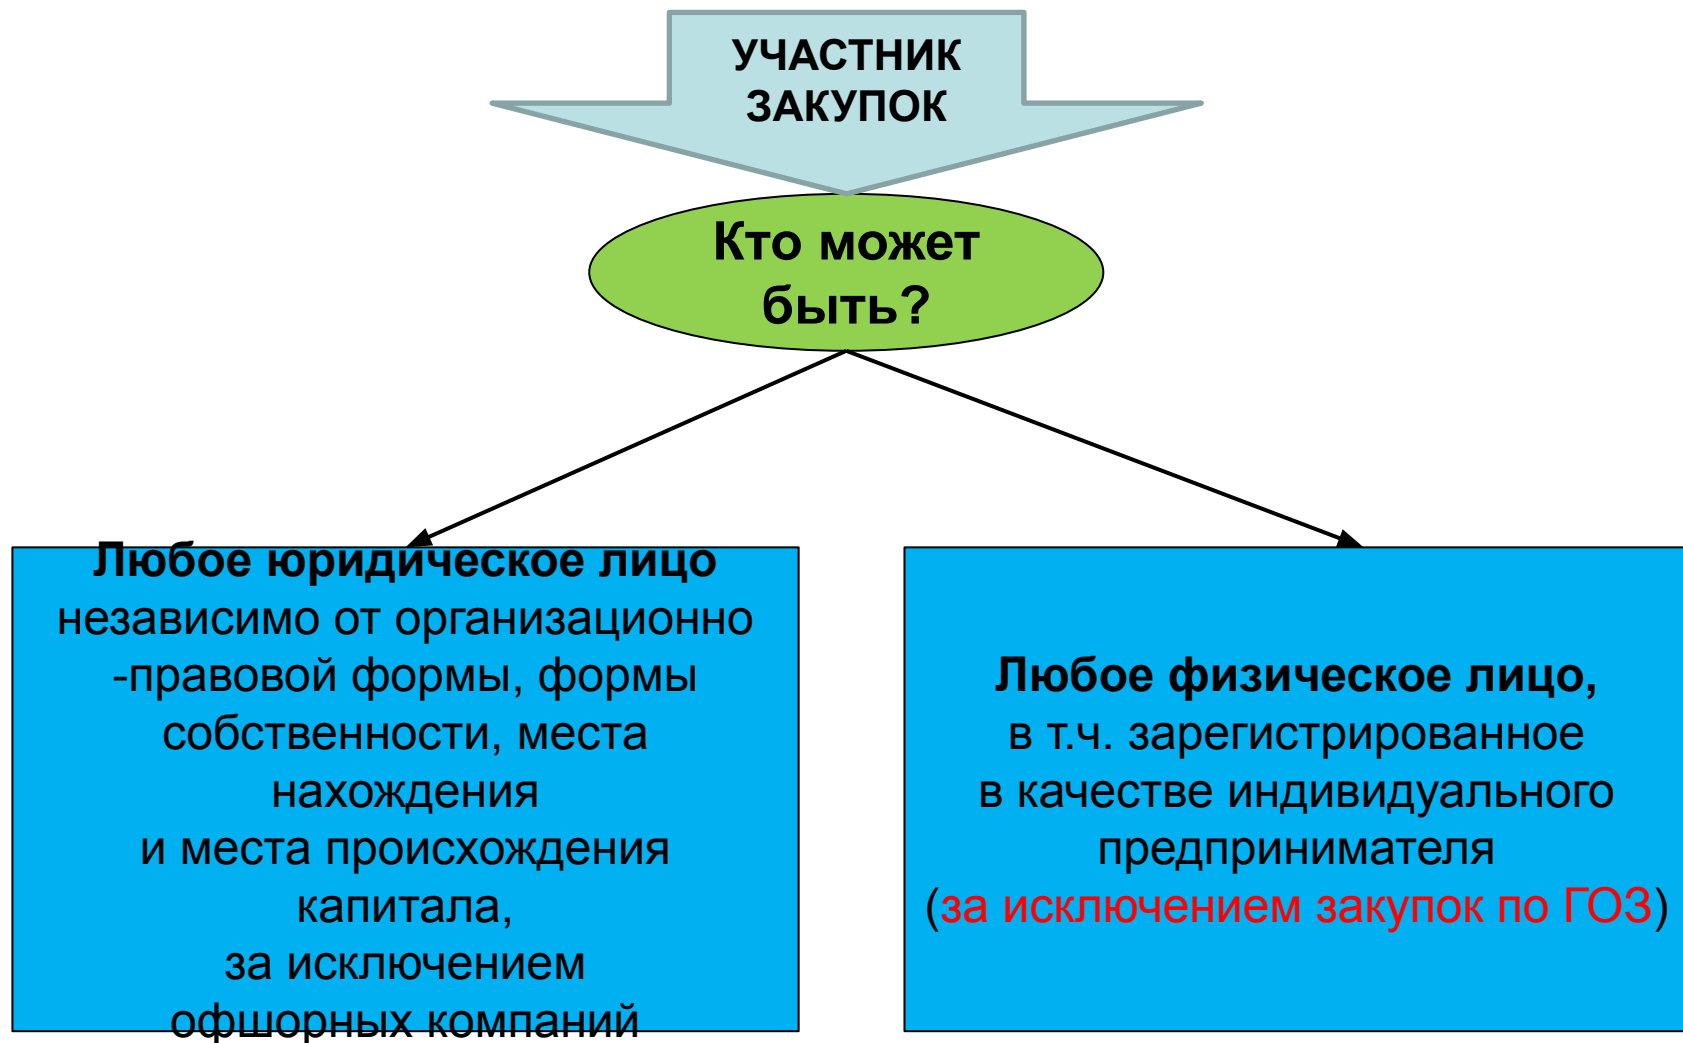 УЧАСТНИК
ЗАКУПОК
Кто может
быть?
Любое юридическое лицо
независимо от организационно
-правовой формы, формы
собственности, места
нахождения
и места происхождения
капитала,
за исключением
офшорных компаний
Любое физическое лицо,
в т.ч. зарегистрированное
в качестве индивидуального
предпринимателя
(за исключением закупок по ГОЗ)